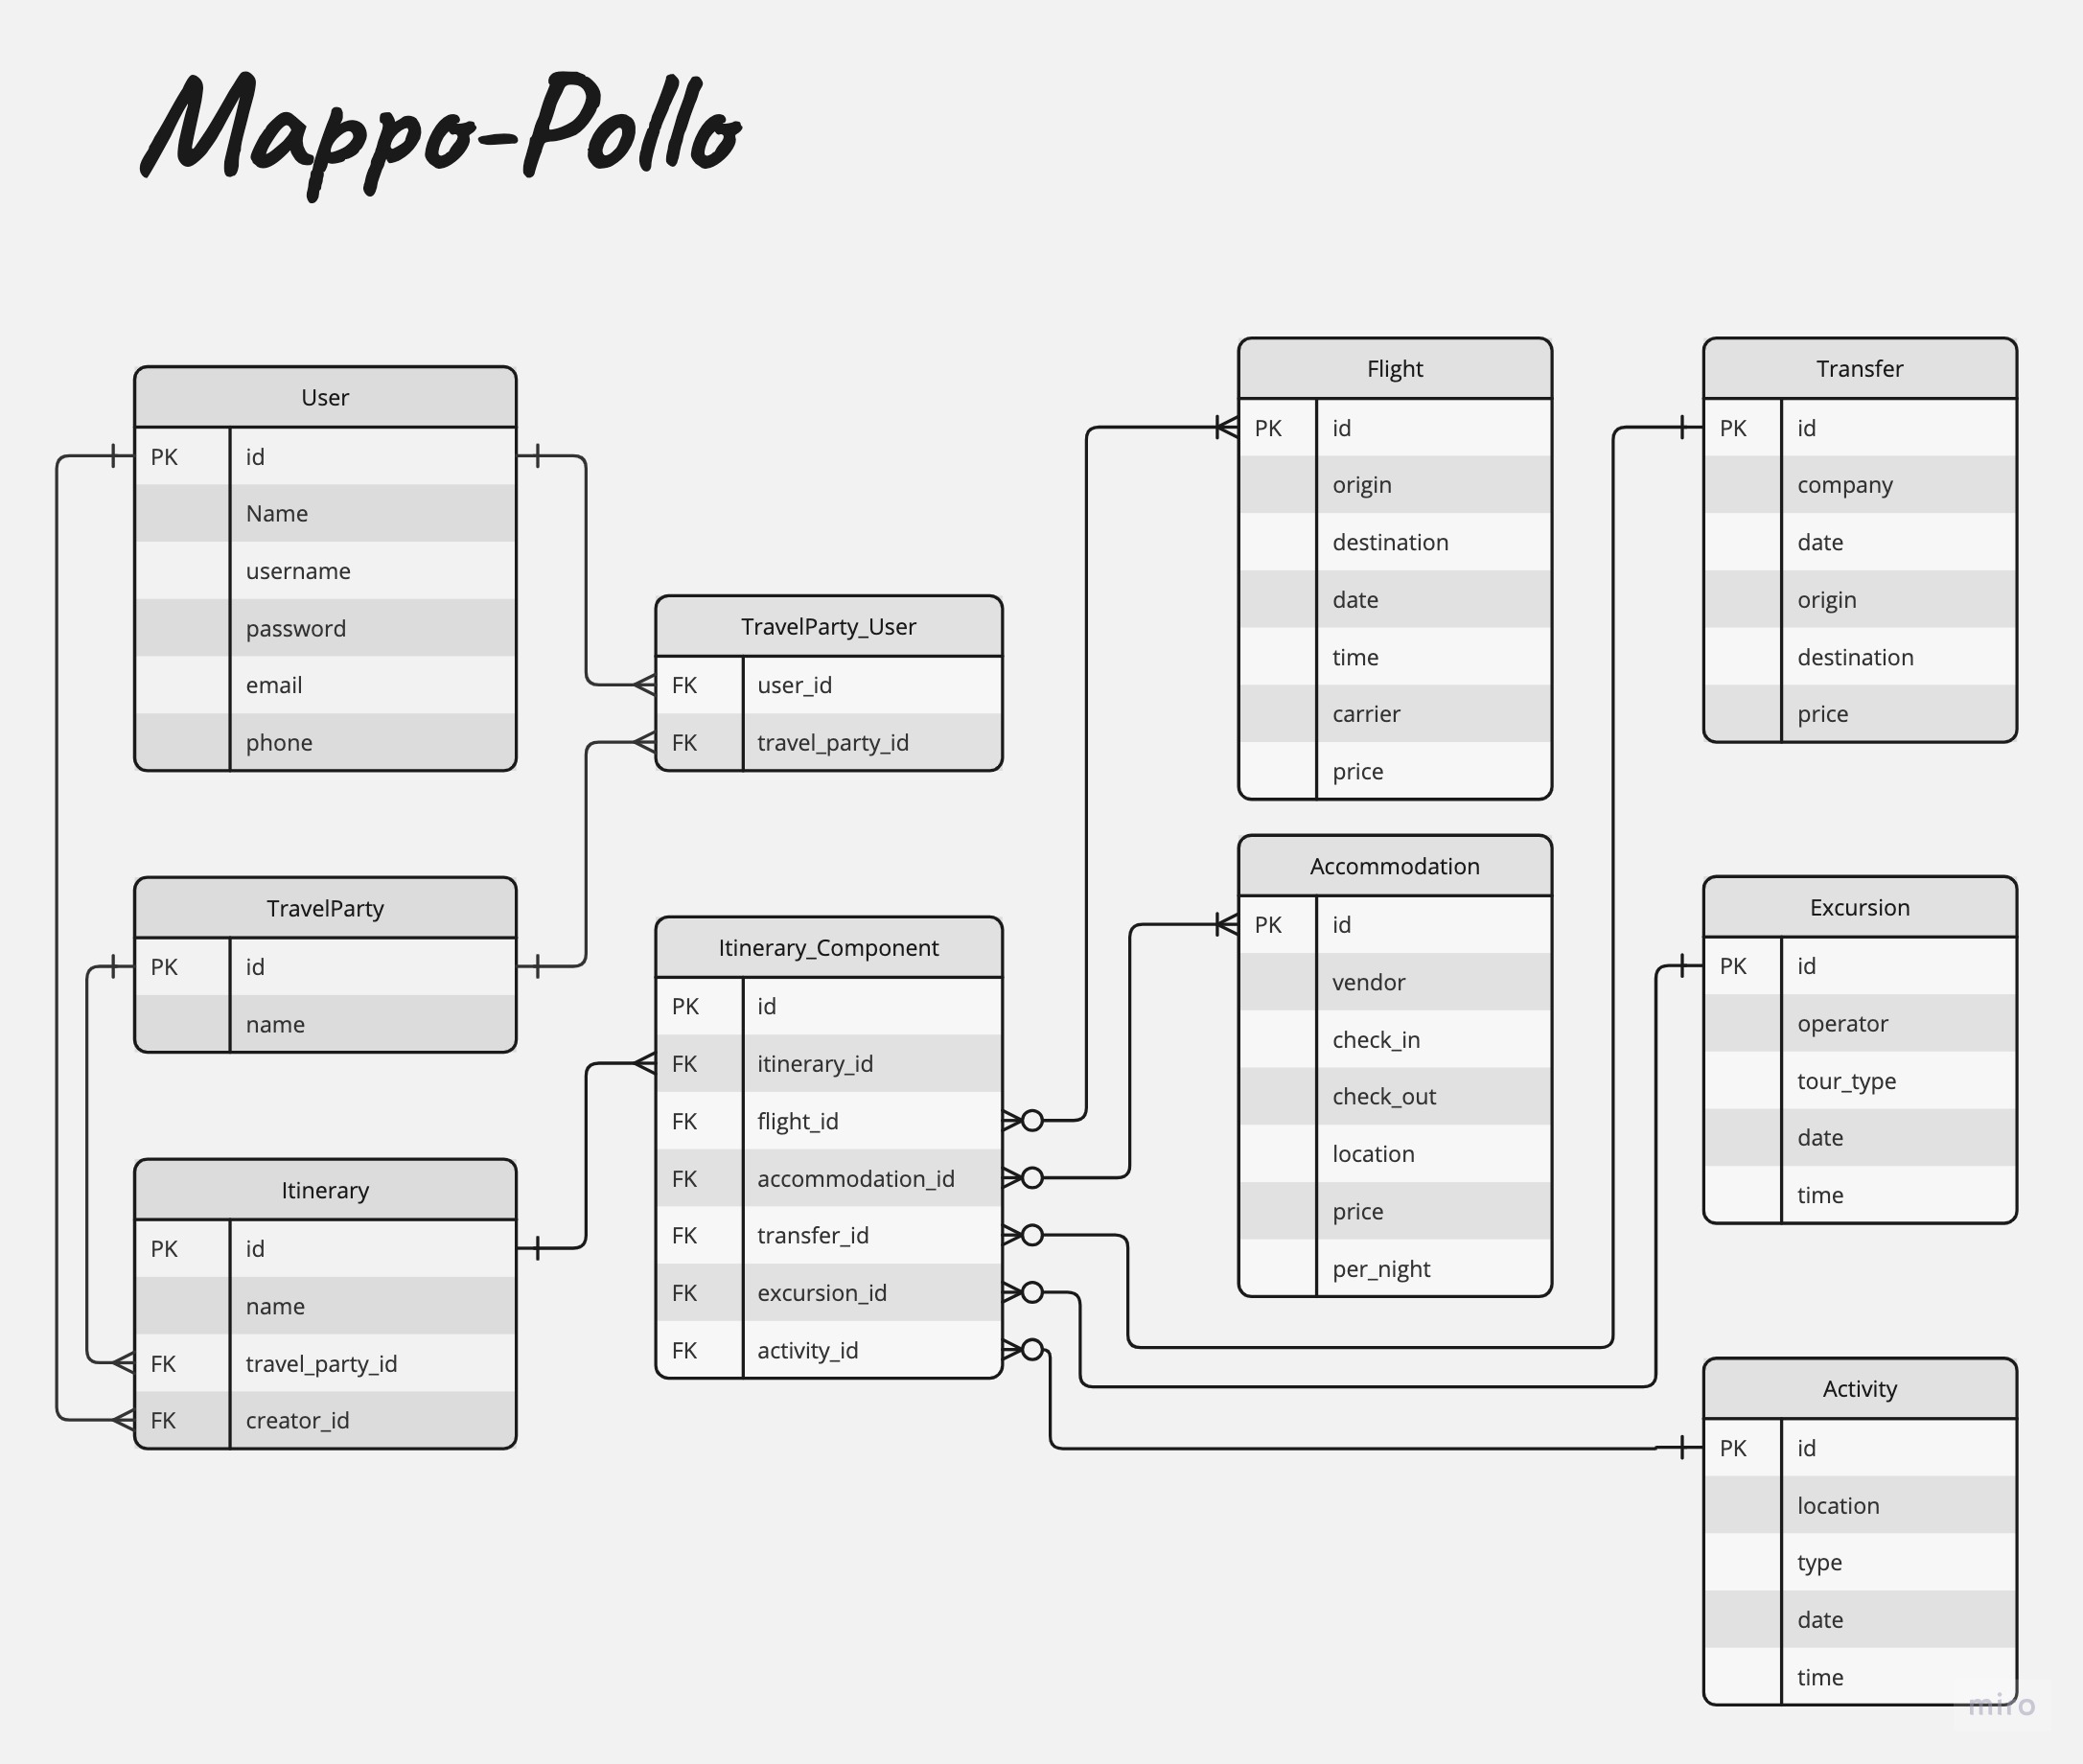 Mappo-Pollo
User
PK id
Name
username
password
email
phone
TravelParty
PK id
name
Itinerary
PK id
name
FK travel_party_id
FK creator_id
TravelParty_User
FK user_id
FK travel_party_id
Itinerary_Component
PK id
FK itinerary_id
FK flight_id
FK accommodation_id
FK transfer_id
FK excursion_id
FK activity_id
Flight
PK id
origin
destination
date
time
carrier
price
Accommodation
PK id
vendor
check_in
check_out
location
price
per_night
Transfer
PK id
company
date
origin
destination
price
Excursion
PK id
operator
tour_type
date
time
Activity
PK id
location
type
date
time
miro